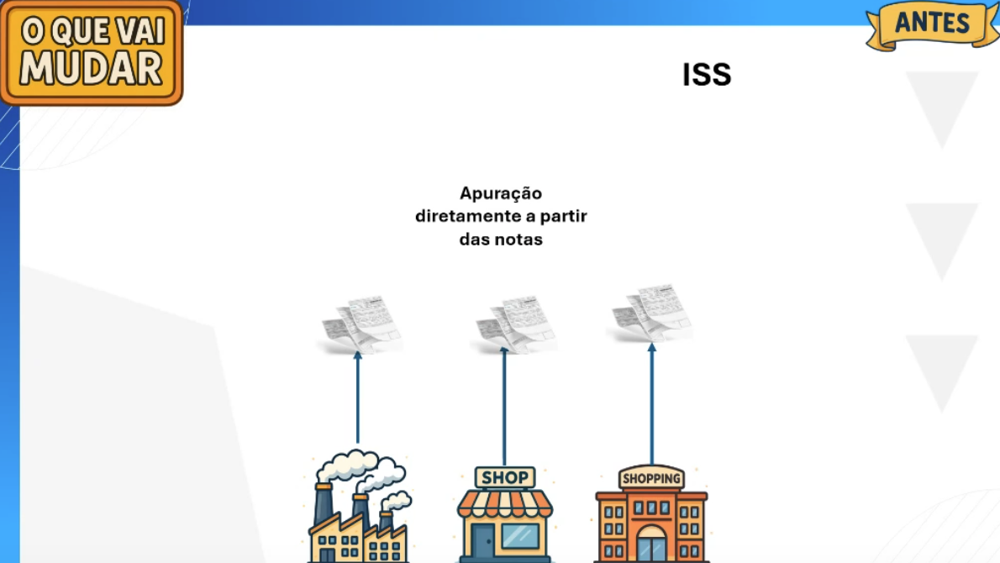 O QUE VAI
MUDAR
ANTES
ISS
Apuração
diretamente a partir
das notas
SHOP
SHOPPING